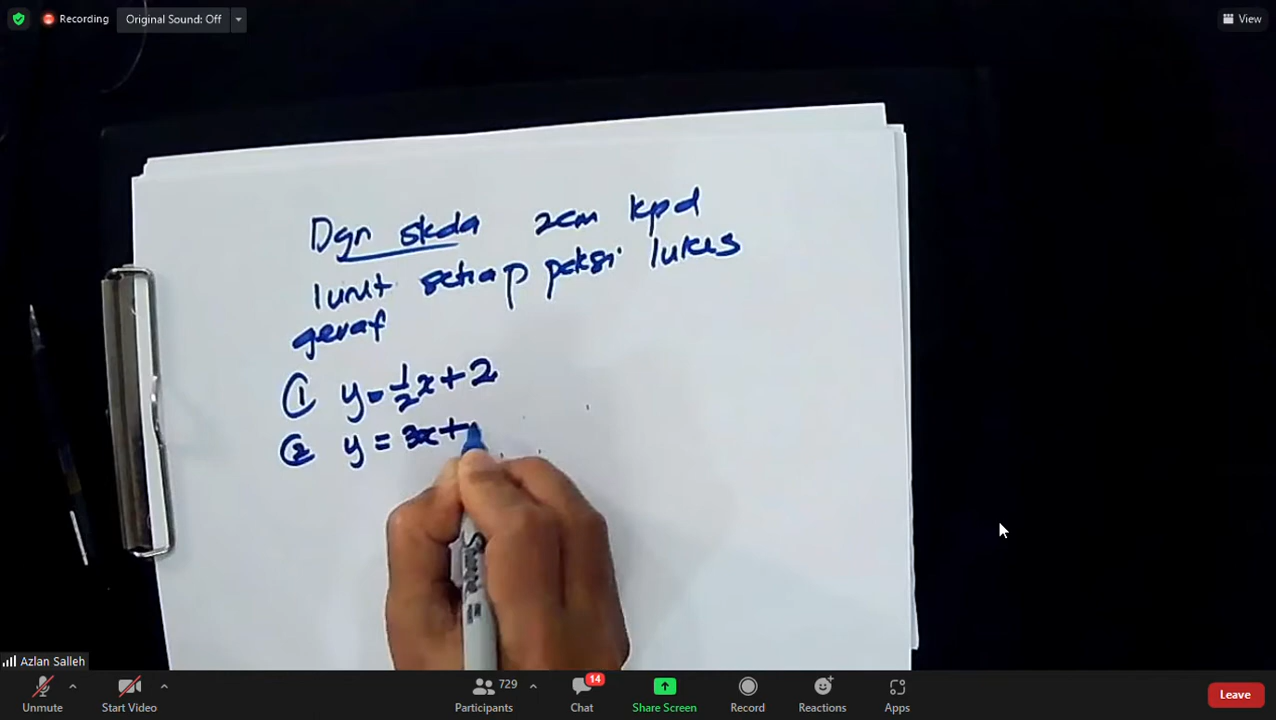 Recording
Original Sound: Off
View
Dgn skala 2cm kpd
1unit setiap paksi lukis
geraf
① y=1/2x+2
② y = 3x+
Azlan Salleh
Unmute
Start Video
729
Participants
14
Chat
Share Screen
Record
Reactions
Apps
Leave